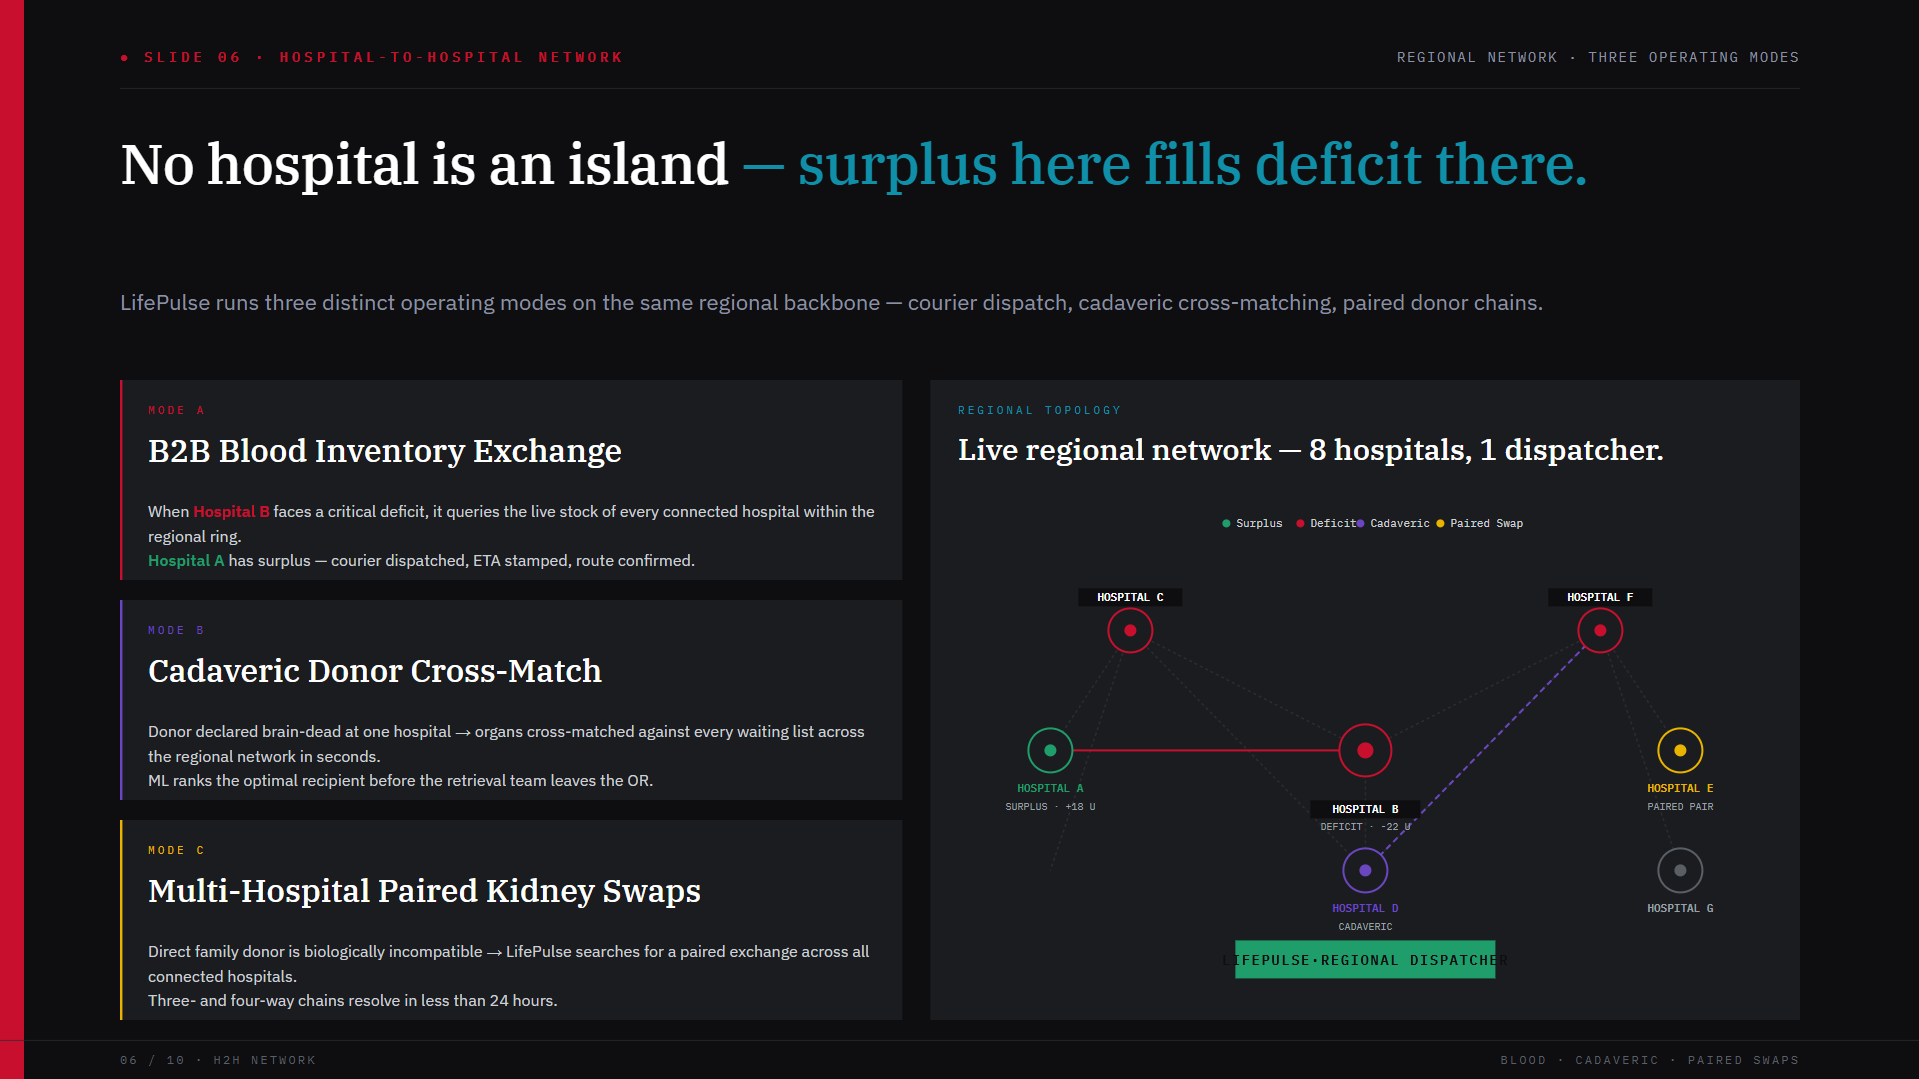 ● SLIDE 06 · HOSPITAL-TO-HOSPITAL NETWORK
REGIONAL NETWORK · THREE OPERATING MODES
No hospital is an island — surplus here fills deficit there.
LifePulse runs three distinct operating modes on the same regional backbone — courier dispatch, cadaveric cross-matching, paired donor chains.
MODE A
B2B Blood Inventory Exchange
When Hospital B faces a critical deficit, it queries the live stock of every connected hospital within the
regional ring.
Hospital A has surplus — courier dispatched, ETA stamped, route confirmed.
MODE B
Cadaveric Donor Cross-Match
Donor declared brain-dead at one hospital → organs cross-matched against every waiting list across
the regional network in seconds.
ML ranks the optimal recipient before the retrieval team leaves the OR.
MODE C
Multi-Hospital Paired Kidney Swaps
Direct family donor is biologically incompatible → LifePulse searches for a paired exchange across all
connected hospitals.
Three- and four-way chains resolve in less than 24 hours.
REGIONAL TOPOLOGY
Live regional network — 8 hospitals, 1 dispatcher.
Surplus Deficit Cadaveric Paired Swap
HOSPITAL C
HOSPITAL F
HOSPITAL A
SURPLUS · +18 U
HOSPITAL B
DEFICIT · -22 U
HOSPITAL E
PAIRED PAIR
HOSPITAL D
CADAVERIC
HOSPITAL G
LIFEPULSE·REGIONAL DISPATCHER
06 / 10 · H2H NETWORK
BLOOD · CADAVERIC · PAIRED SWAPS